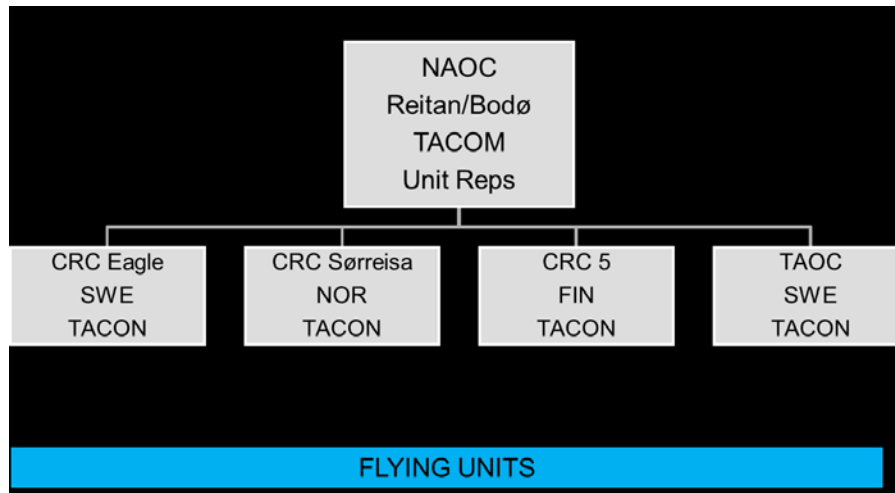 NAOC
Reitan/Bodø
TACOM
Unit Reps
CRC Eagle
SWE
TACON
CRC Sørreisa
NOR
TACON
CRC 5
FIN
TACON
TAOC
SWE
TACON
FLYING UNITS